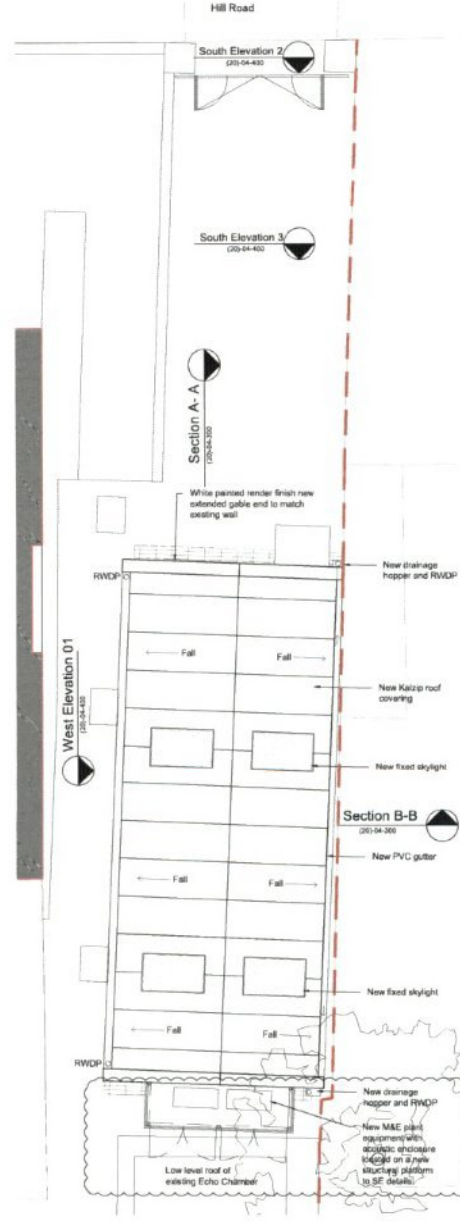 Hill Road
South Elevation 2
(20)-04-400
South Elevation 3
(20)-04-400
Section A- A
(20)-04-300
White painted render finish new
extended gable end to match
existing wall
New drainage
hopper and RWDP
RWDP
Fall
Fall
New Kalzip roof
covering
West Elevation 01
(20)-04-400
New fixed skylight
Section B-B
(20)-04-300
New PVC gutter
Fall
Fall
New fixed skylight
Fall
Fall
RWDP
New drainage
hopper and RWDP
New M&E plant
equipment with
acoustic enclosure
located on a new
structural platform
to SE details
Low level roof of
existing Echo Chamber